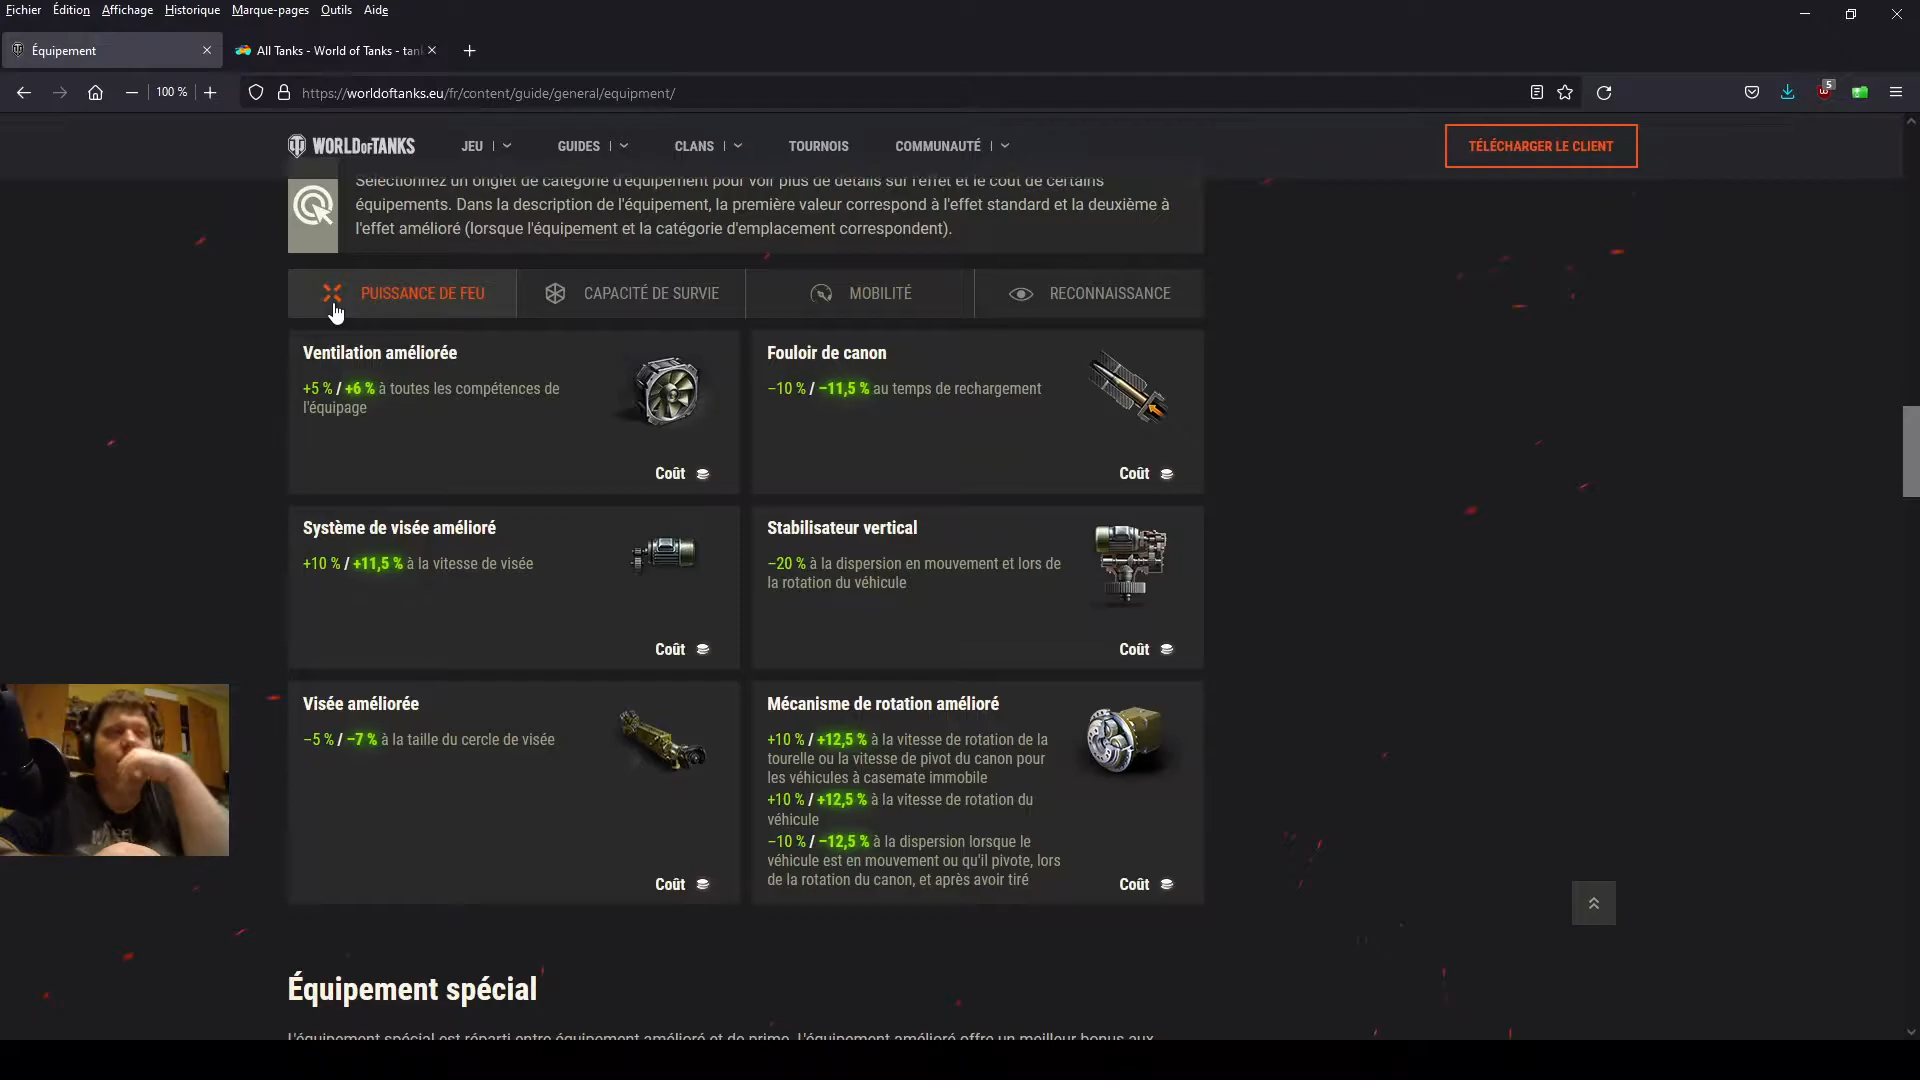 Fichier Édition Affichage Historique Marque-pages Outils Aide
Équipement
All Tanks - World of Tanks - tank
100 %
https://worldoftanks.eu/fr/content/guide/general/equipment/
5
WORLD OF TANKS
JEU
GUIDES
CLANS
TOURNOIS
COMMUNAUTÉ
TÉLÉCHARGER LE CLIENT
Sélectionnez un onglet de catégorie d'équipement pour voir plus de détails sur l'effet et le coût de certains
équipements. Dans la description de l'équipement, la première valeur correspond à l'effet standard et la deuxième à
l'effet amélioré (lorsque l'équipement et la catégorie d'emplacement correspondent).
PUISSANCE DE FEU
CAPACITÉ DE SURVIE
MOBILITÉ
RECONNAISSANCE
Ventilation améliorée
+5 % / +6 % à toutes les compétences de
l'équipage
Coût
Fouloir de canon
−10 % / −11,5 % au temps de rechargement
Coût
Système de visée amélioré
+10 % / +11,5 % à la vitesse de visée
Coût
Stabilisateur vertical
−20 % à la dispersion en mouvement et lors de
la rotation du véhicule
Coût
Visée améliorée
−5 % / −7 % à la taille du cercle de visée
Coût
Mécanisme de rotation amélioré
+10 % / +12,5 % à la vitesse de rotation de la
tourelle ou la vitesse de pivot du canon pour
les véhicules à casemate immobile
+10 % / +12,5 % à la vitesse de rotation du
véhicule
−10 % / −12,5 % à la dispersion lorsque le
véhicule est en mouvement ou qu'il pivote, lors
de la rotation du canon, et après avoir tiré
Coût
Équipement spécial
L'équipement spécial est réparti entre équipement amélioré et de prime. L'équipement amélioré offre un meilleur bonus aux